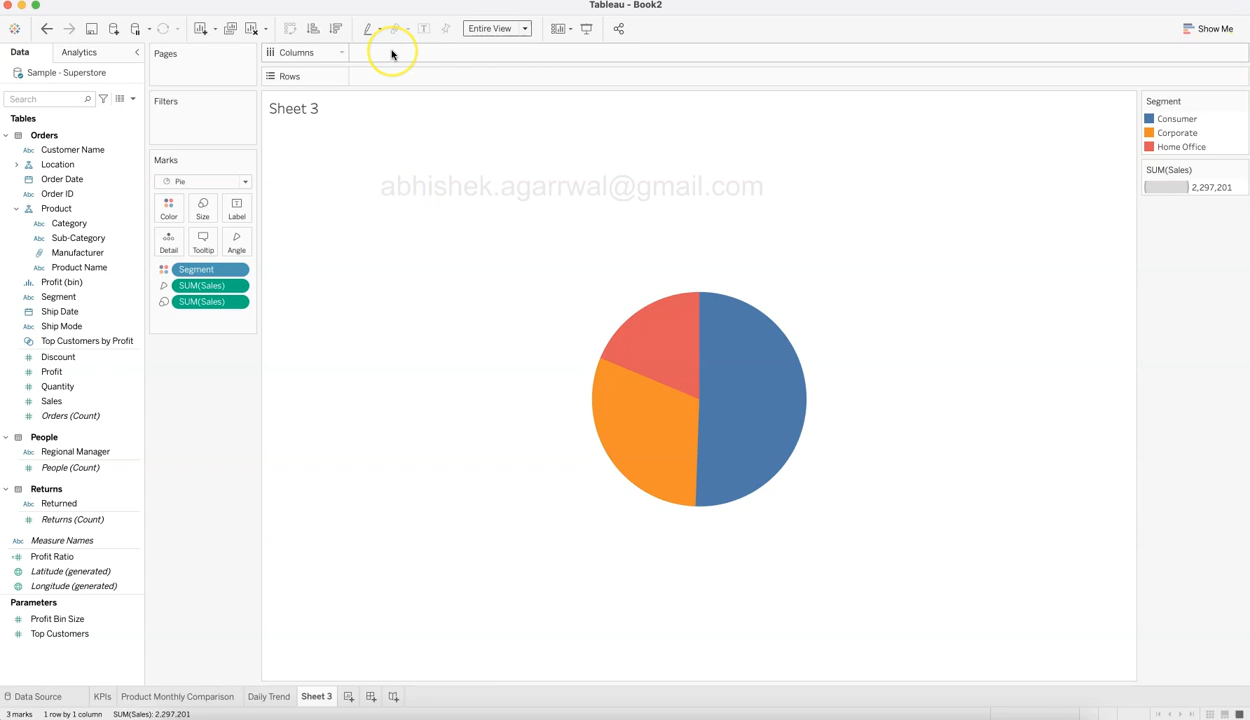 Tableau - Book2
Entire View
Show Me
Data
Analytics
Pages
Columns
Rows
Sample - Superstore
Search
Tables
Orders
Customer Name
Location
Order Date
Order ID
Product
Category
Sub-Category
Manufacturer
Product Name
Profit (bin)
Segment
Ship Date
Ship Mode
Top Customers by Profit
Discount
Profit
Quantity
Sales
Orders (Count)
People
Regional Manager
People (Count)
Returns
Returned
Returns (Count)
Measure Names
Profit Ratio
Latitude (generated)
Longitude (generated)
Parameters
Profit Bin Size
Top Customers
Filters
Marks
Pie
Color
Size
Label
Detail
Tooltip
Angle
Segment
SUM(Sales)
SUM(Sales)
Sheet 3
abhishek.agarrwal@gmail.com
Segment
Consumer
Corporate
Home Office
SUM(Sales)
2,297,201
Data Source
KPIs
Product Monthly Comparison
Daily Trend
Sheet 3
3 marks
1 row by 1 column
SUM(Sales): 2,297,201